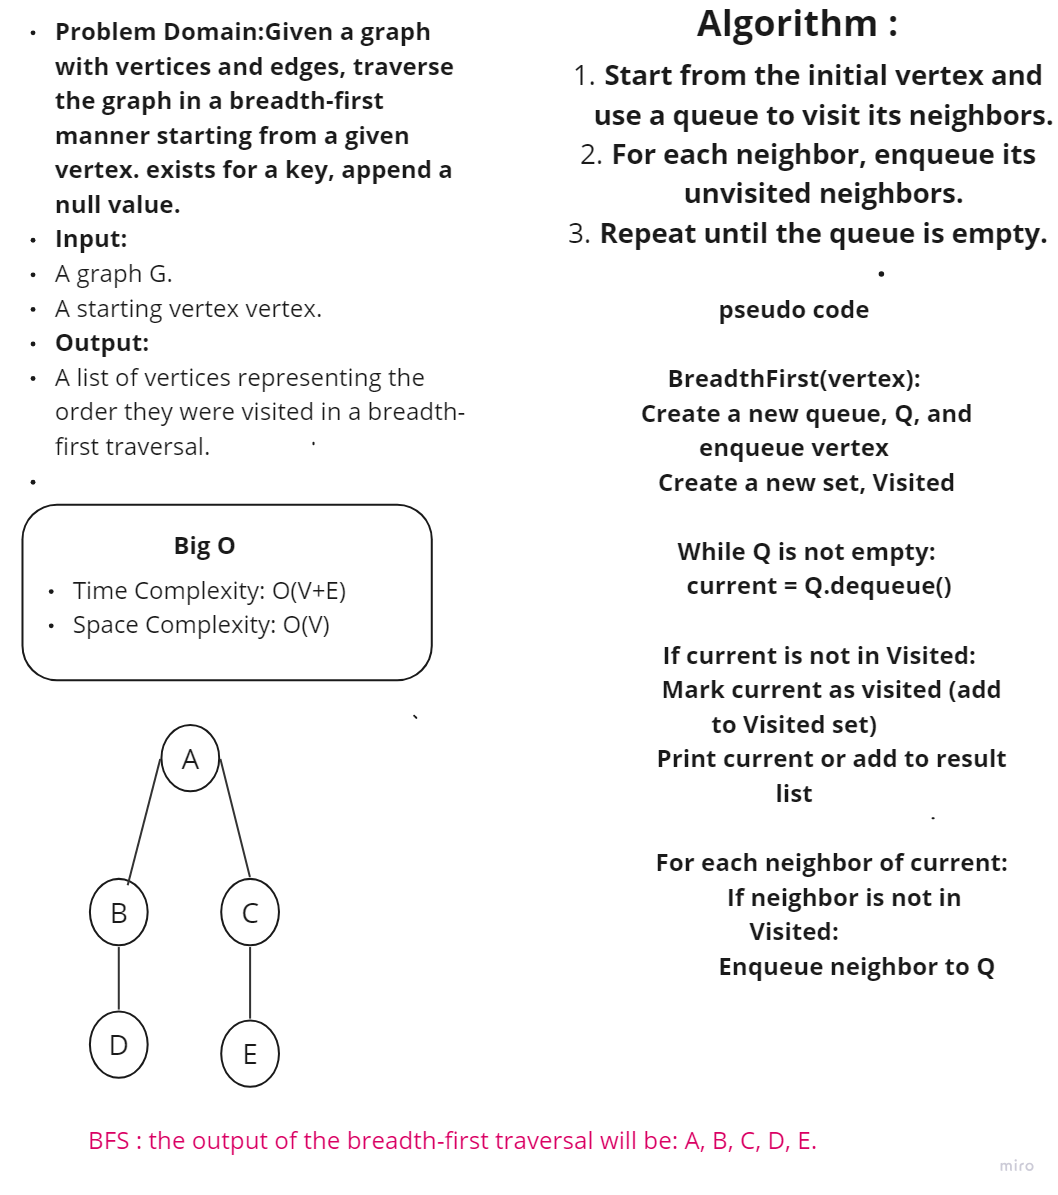 • Problem Domain:Given a graph
with vertices and edges, traverse
the graph in a breadth-first
manner starting from a given
vertex. exists for a key, append a
null value.
• Input:
• A graph G.
• A starting vertex vertex.
• Output:
• A list of vertices representing the
order they were visited in a breadth-
first traversal.
Big O
• Time Complexity: O(V+E)
• Space Complexity: O(V)
A
B
C
D
E
Algorithm :
1. Start from the initial vertex and
use a queue to visit its neighbors.
2. For each neighbor, enqueue its
unvisited neighbors.
3. Repeat until the queue is empty.
pseudo code
BreadthFirst(vertex):
Create a new queue, Q, and
enqueue vertex
Create a new set, Visited
While Q is not empty:
current = Q.dequeue()
If current is not in Visited:
Mark current as visited (add
to Visited set)
Print current or add to result
list
For each neighbor of current:
If neighbor is not in
Visited:
Enqueue neighbor to Q
BFS : the output of the breadth-first traversal will be: A, B, C, D, E.
miro